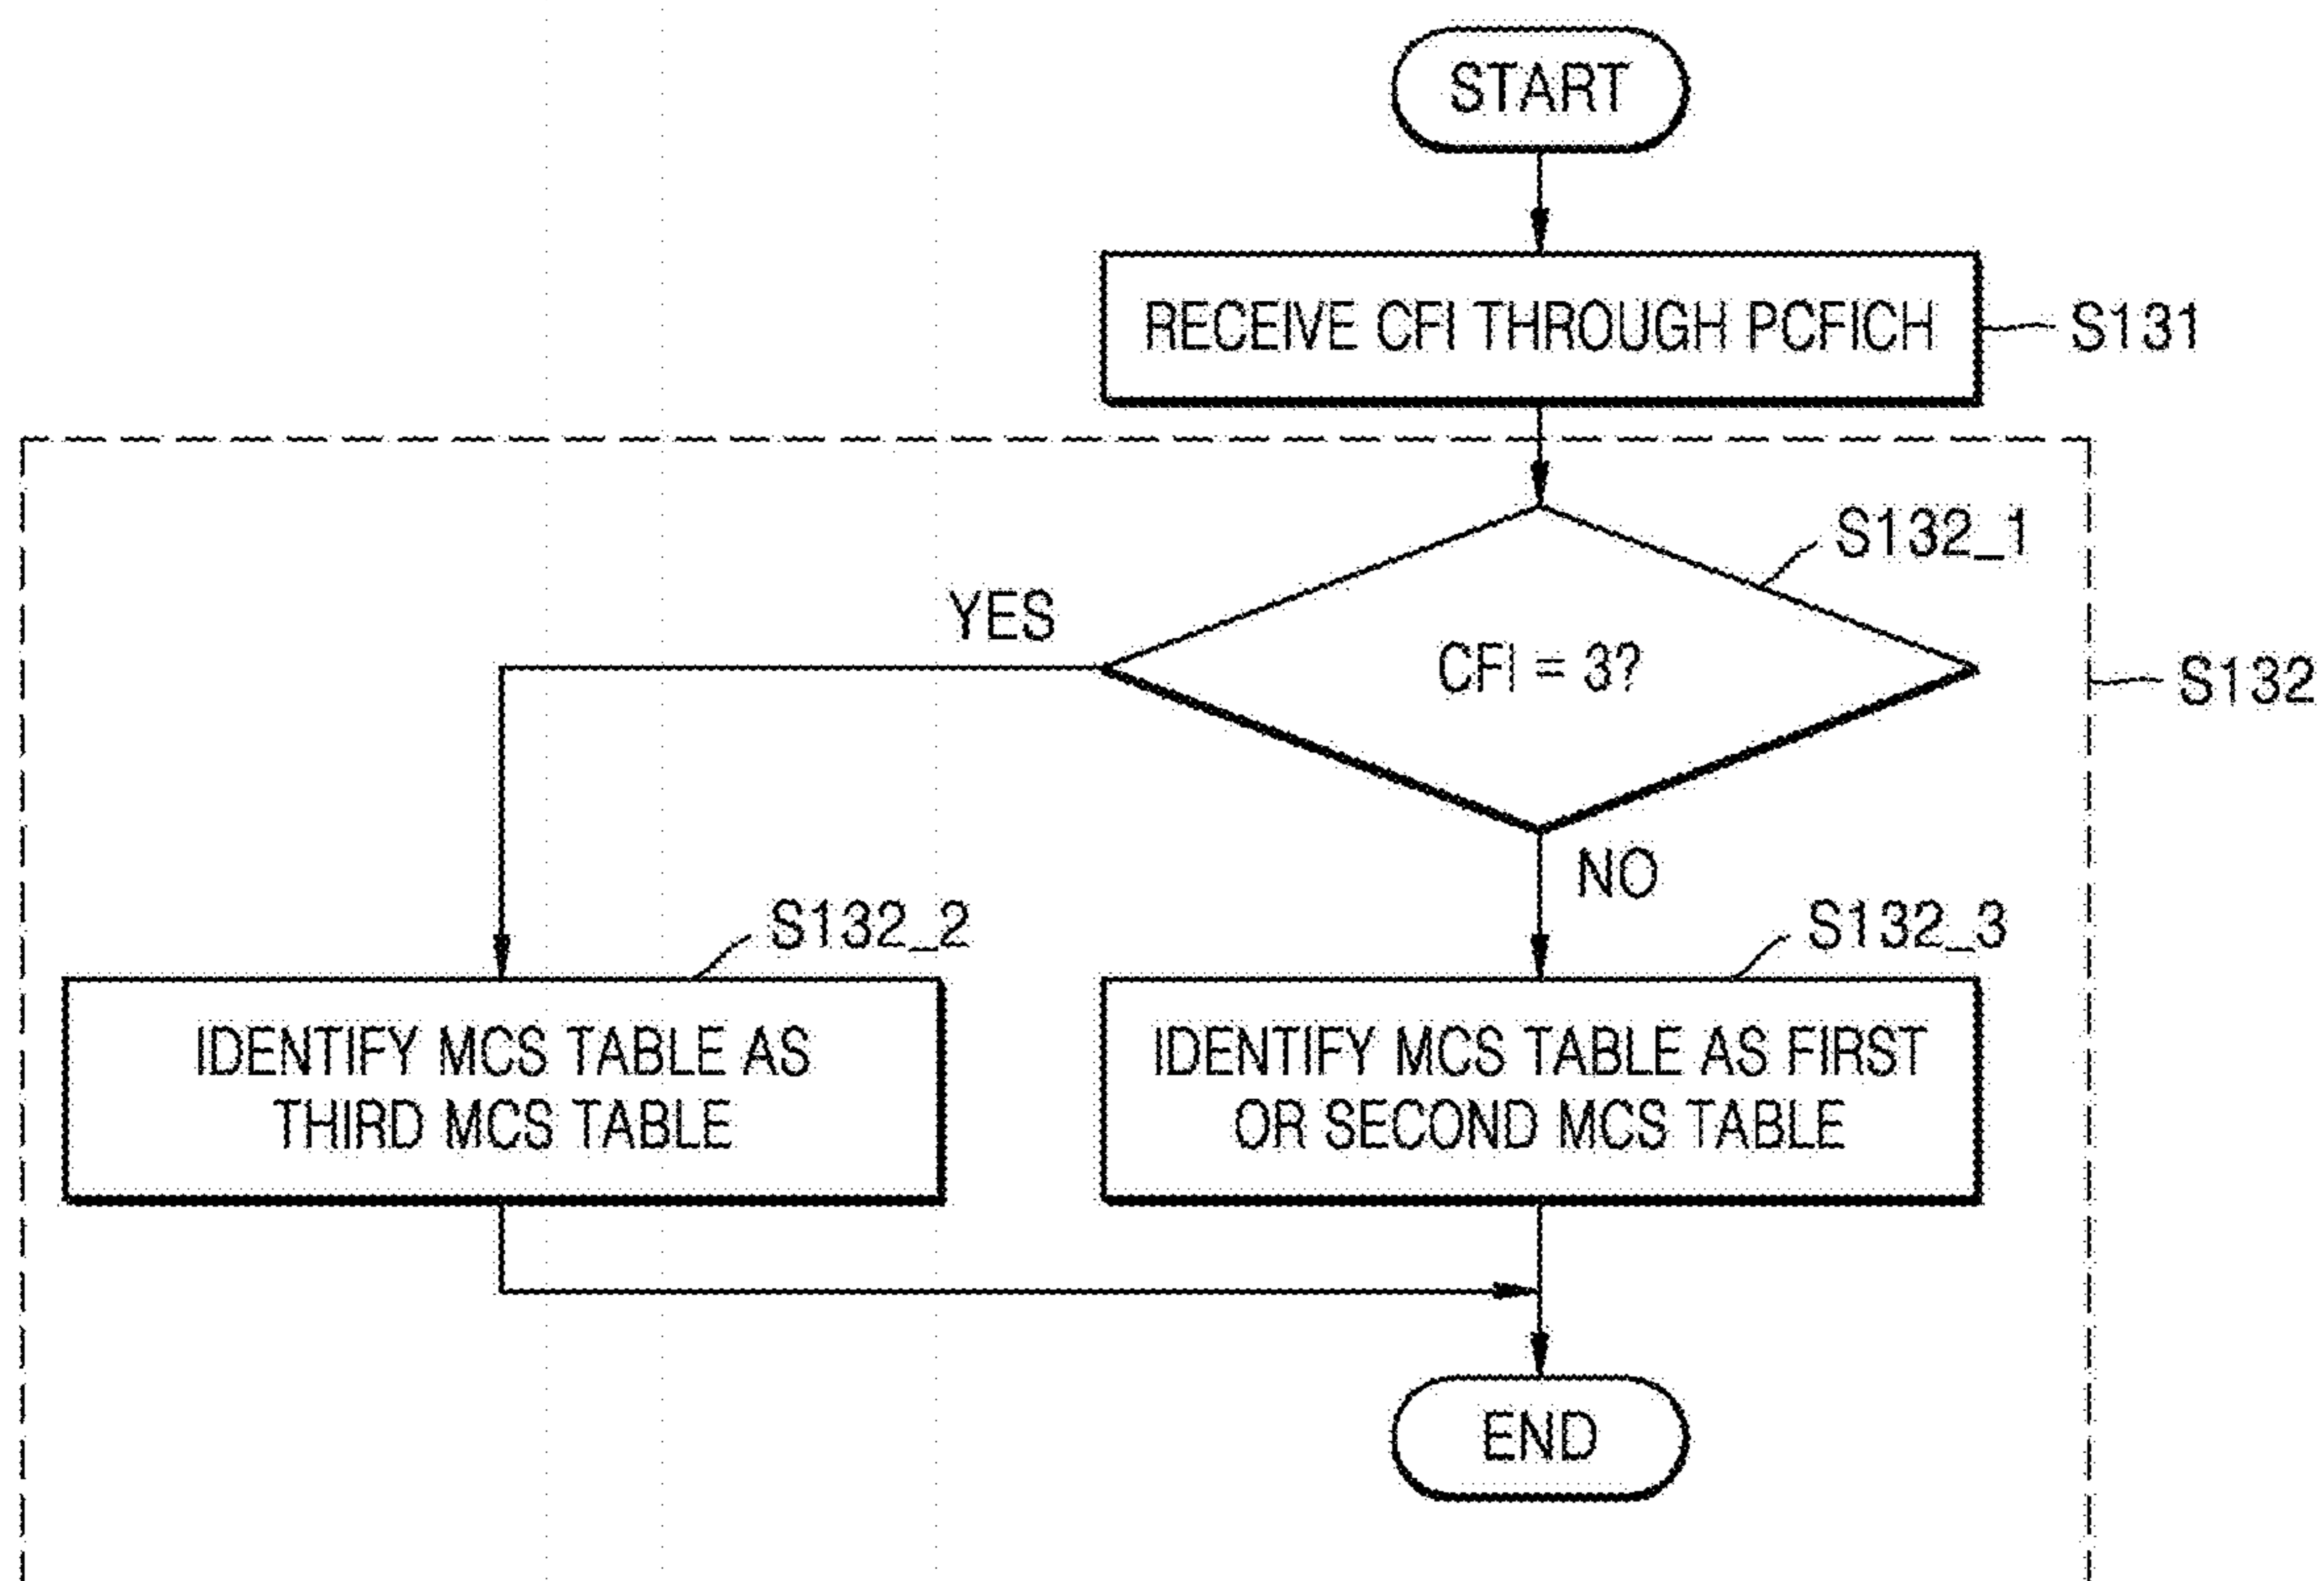 START
RECEIVE CFI THROUGH PCFICH
S131
S132_1
YES
CFI = 3?
S132
NO
S132_2
S132_3
IDENTIFY MCS TABLE AS
THIRD MCS TABLE
IDENTIFY MCS TABLE AS FIRST
OR SECOND MCS TABLE
END